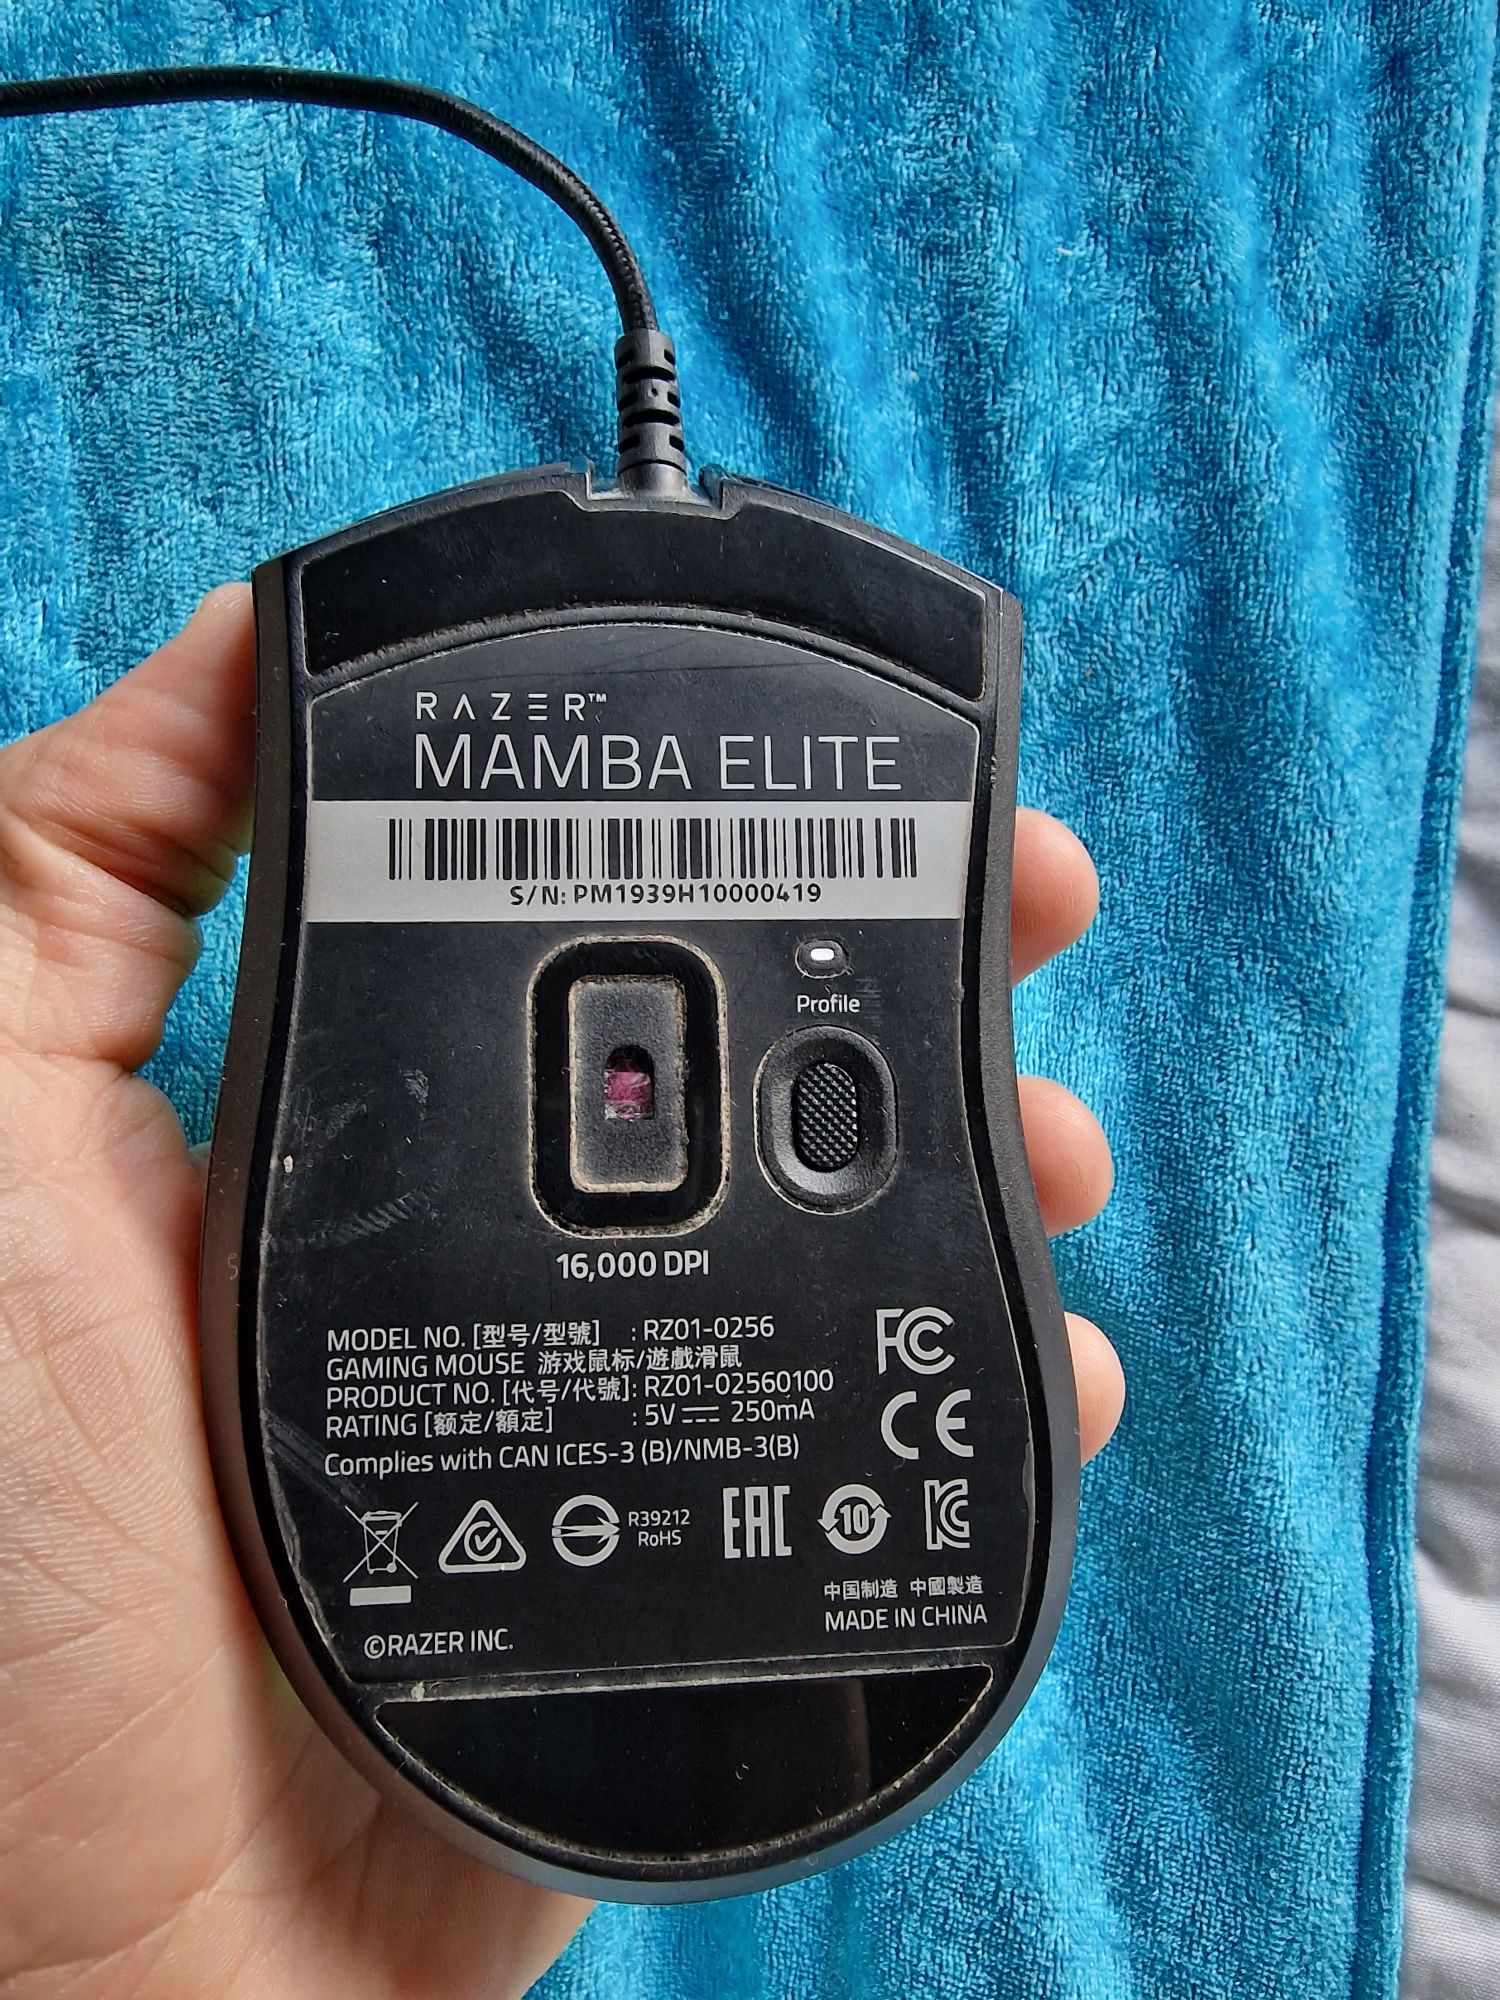 RAZER™
MAMBA ELITE
S/N: PM1939H10000419
Profile
16,000 DPI
MODEL NO. [型号/型號] : RZ01-0256
GAMING MOUSE 游戏鼠标/遊戲滑鼠
PRODUCT NO. [代号/代號]: RZ01-02560100
RATING [额定/額定] : 5V ⎓ 250mA
Complies with CAN ICES-3 (B)/NMB-3(B)
FC
CE
R39212
RoHS
EAC
10
KC
中国制造 中國製造
MADE IN CHINA
©RAZER INC.